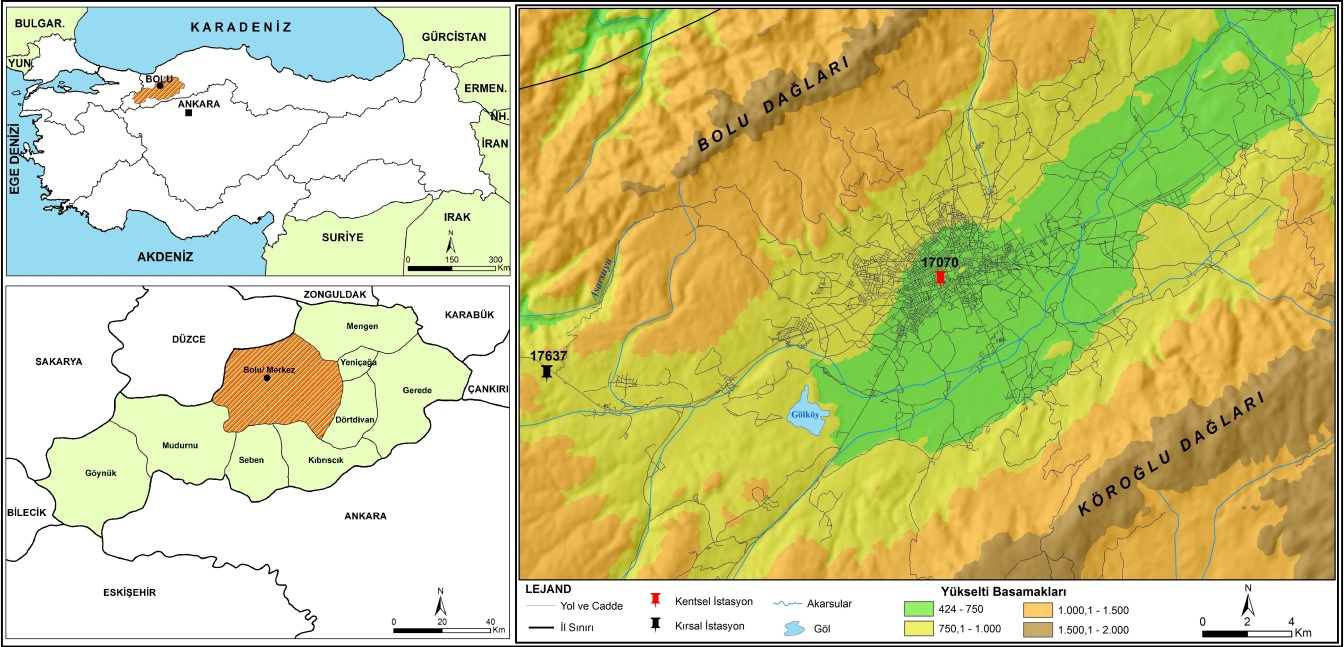 BULGAR.
KARADENİZ
GÜRCİSTAN
YUN.
BOLU
ERMEN.
ANKARA
NH.
İRAN
EGE DENİZİ
IRAK
SURİYE
AKDENİZ
N
0 150 300
Km
ZONGULDAK
KARABÜK
Mengen
DÜZCE
SAKARYA
Yeniçağa
Bolu/ Merkez
Gerede
ÇANKIRI
Dörtdivan
Mudurnu
Seben
Kıbrıscık
Göynük
BİLECİK
ANKARA
ESKİŞEHİR
N
0 20 40
Km
BOLU DAĞLARI
17070
17637
Gölköy
KÖROĞLU DAĞLARI
LEJAND
Yol ve Cadde
İl Sınırı
Kentsel İstasyon
Kırsal İstasyon
Akarsular
Göl
Yükselti Basamakları
424 - 750
750,1 - 1.000
1.000,1 - 1.500
1.500,1 - 2.000
N
0 2 4
Km